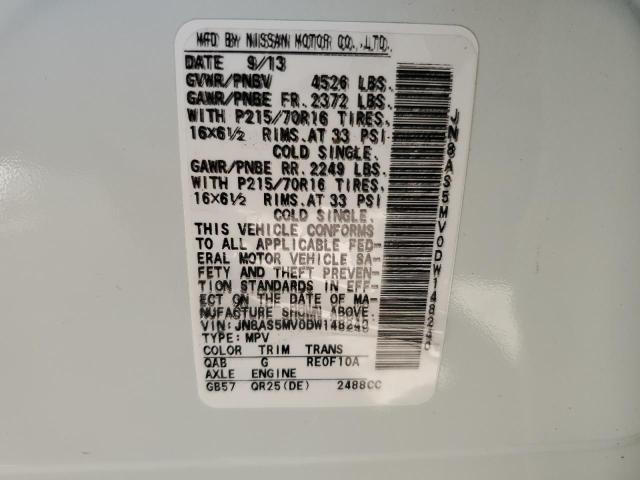 MFD BY NISSAN MOTOR CO.,LTD.
DATE 9/13
GVWR/PNBV 4526 LBS.
GAWR/PNBE FR. 2372 LBS.
WITH P215/70R16 TIRES.
16×6½ RIMS.AT 33 PSI
COLD SINGLE.
GAWR/PNBE RR. 2249 LBS.
WITH P215/70R16 TIRES.
16×6½ RIMS.AT 33 PSI
COLD SINGLE.
THIS VEHICLE CONFORMS
TO ALL APPLICABLE FED-
ERAL MOTOR VEHICLE SA-
FETY AND THEFT PREVEN-
TION STANDARDS IN EFF-
ECT ON THE DATE OF MA-
NUFACTURE SHOWN ABOVE.
VIN:JN8AS5MV0DW148249
TYPE:MPV
COLOR TRIM TRANS
QAB G RE0F10A
AXLE ENGINE
GB57 QR25(DE) 2488CC